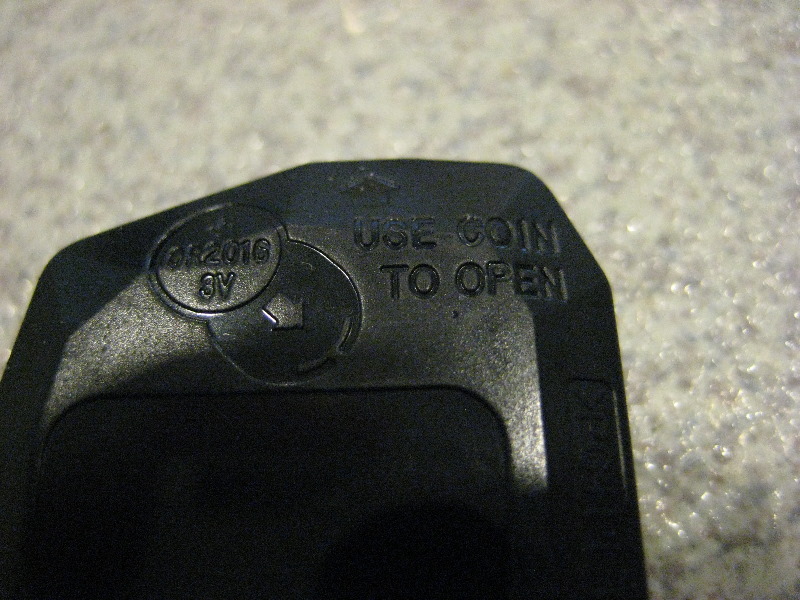 USE COIN
TO OPEN
CR2016
3V